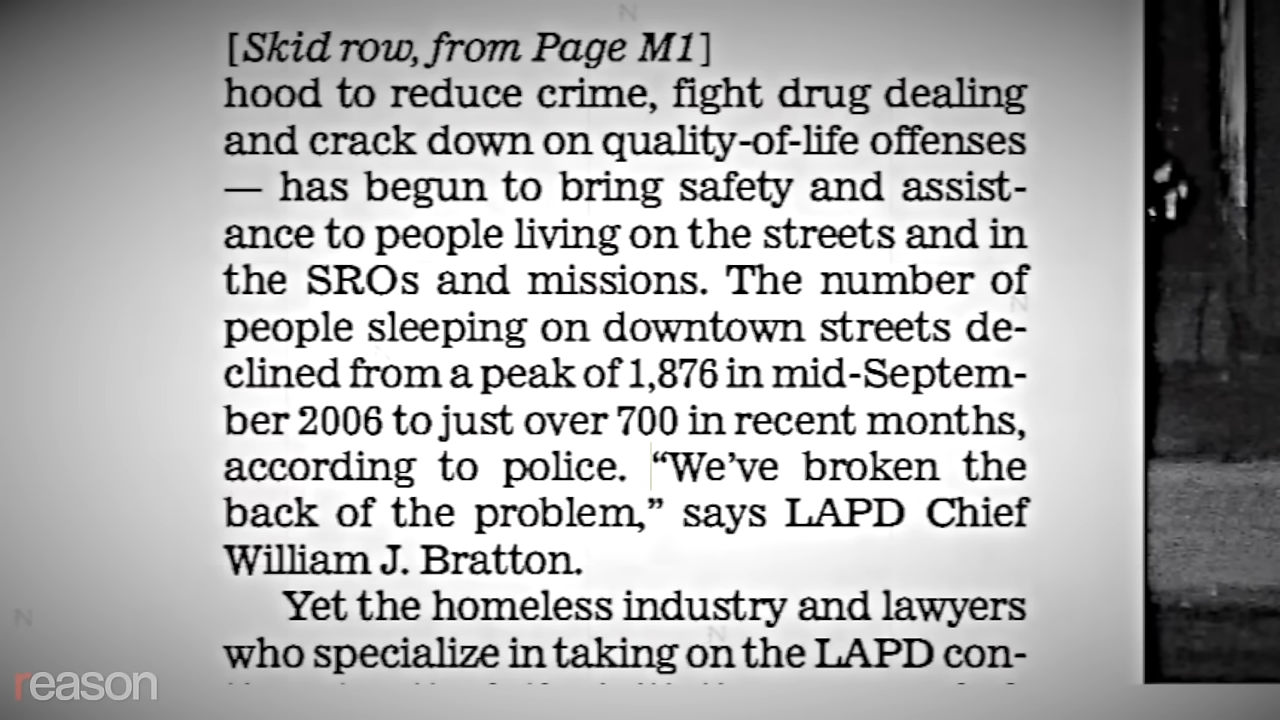 [Skid row, from Page M1]
hood to reduce crime, fight drug dealing
and crack down on quality-of-life offenses
— has begun to bring safety and assist-
ance to people living on the streets and in
the SROs and missions. The number of
people sleeping on downtown streets de-
clined from a peak of 1,876 in mid-Septem-
ber 2006 to just over 700 in recent months,
according to police. “We’ve broken the
back of the problem,” says LAPD Chief
William J. Bratton.
Yet the homeless industry and lawyers
who specialize in taking on the LAPD con-
reason